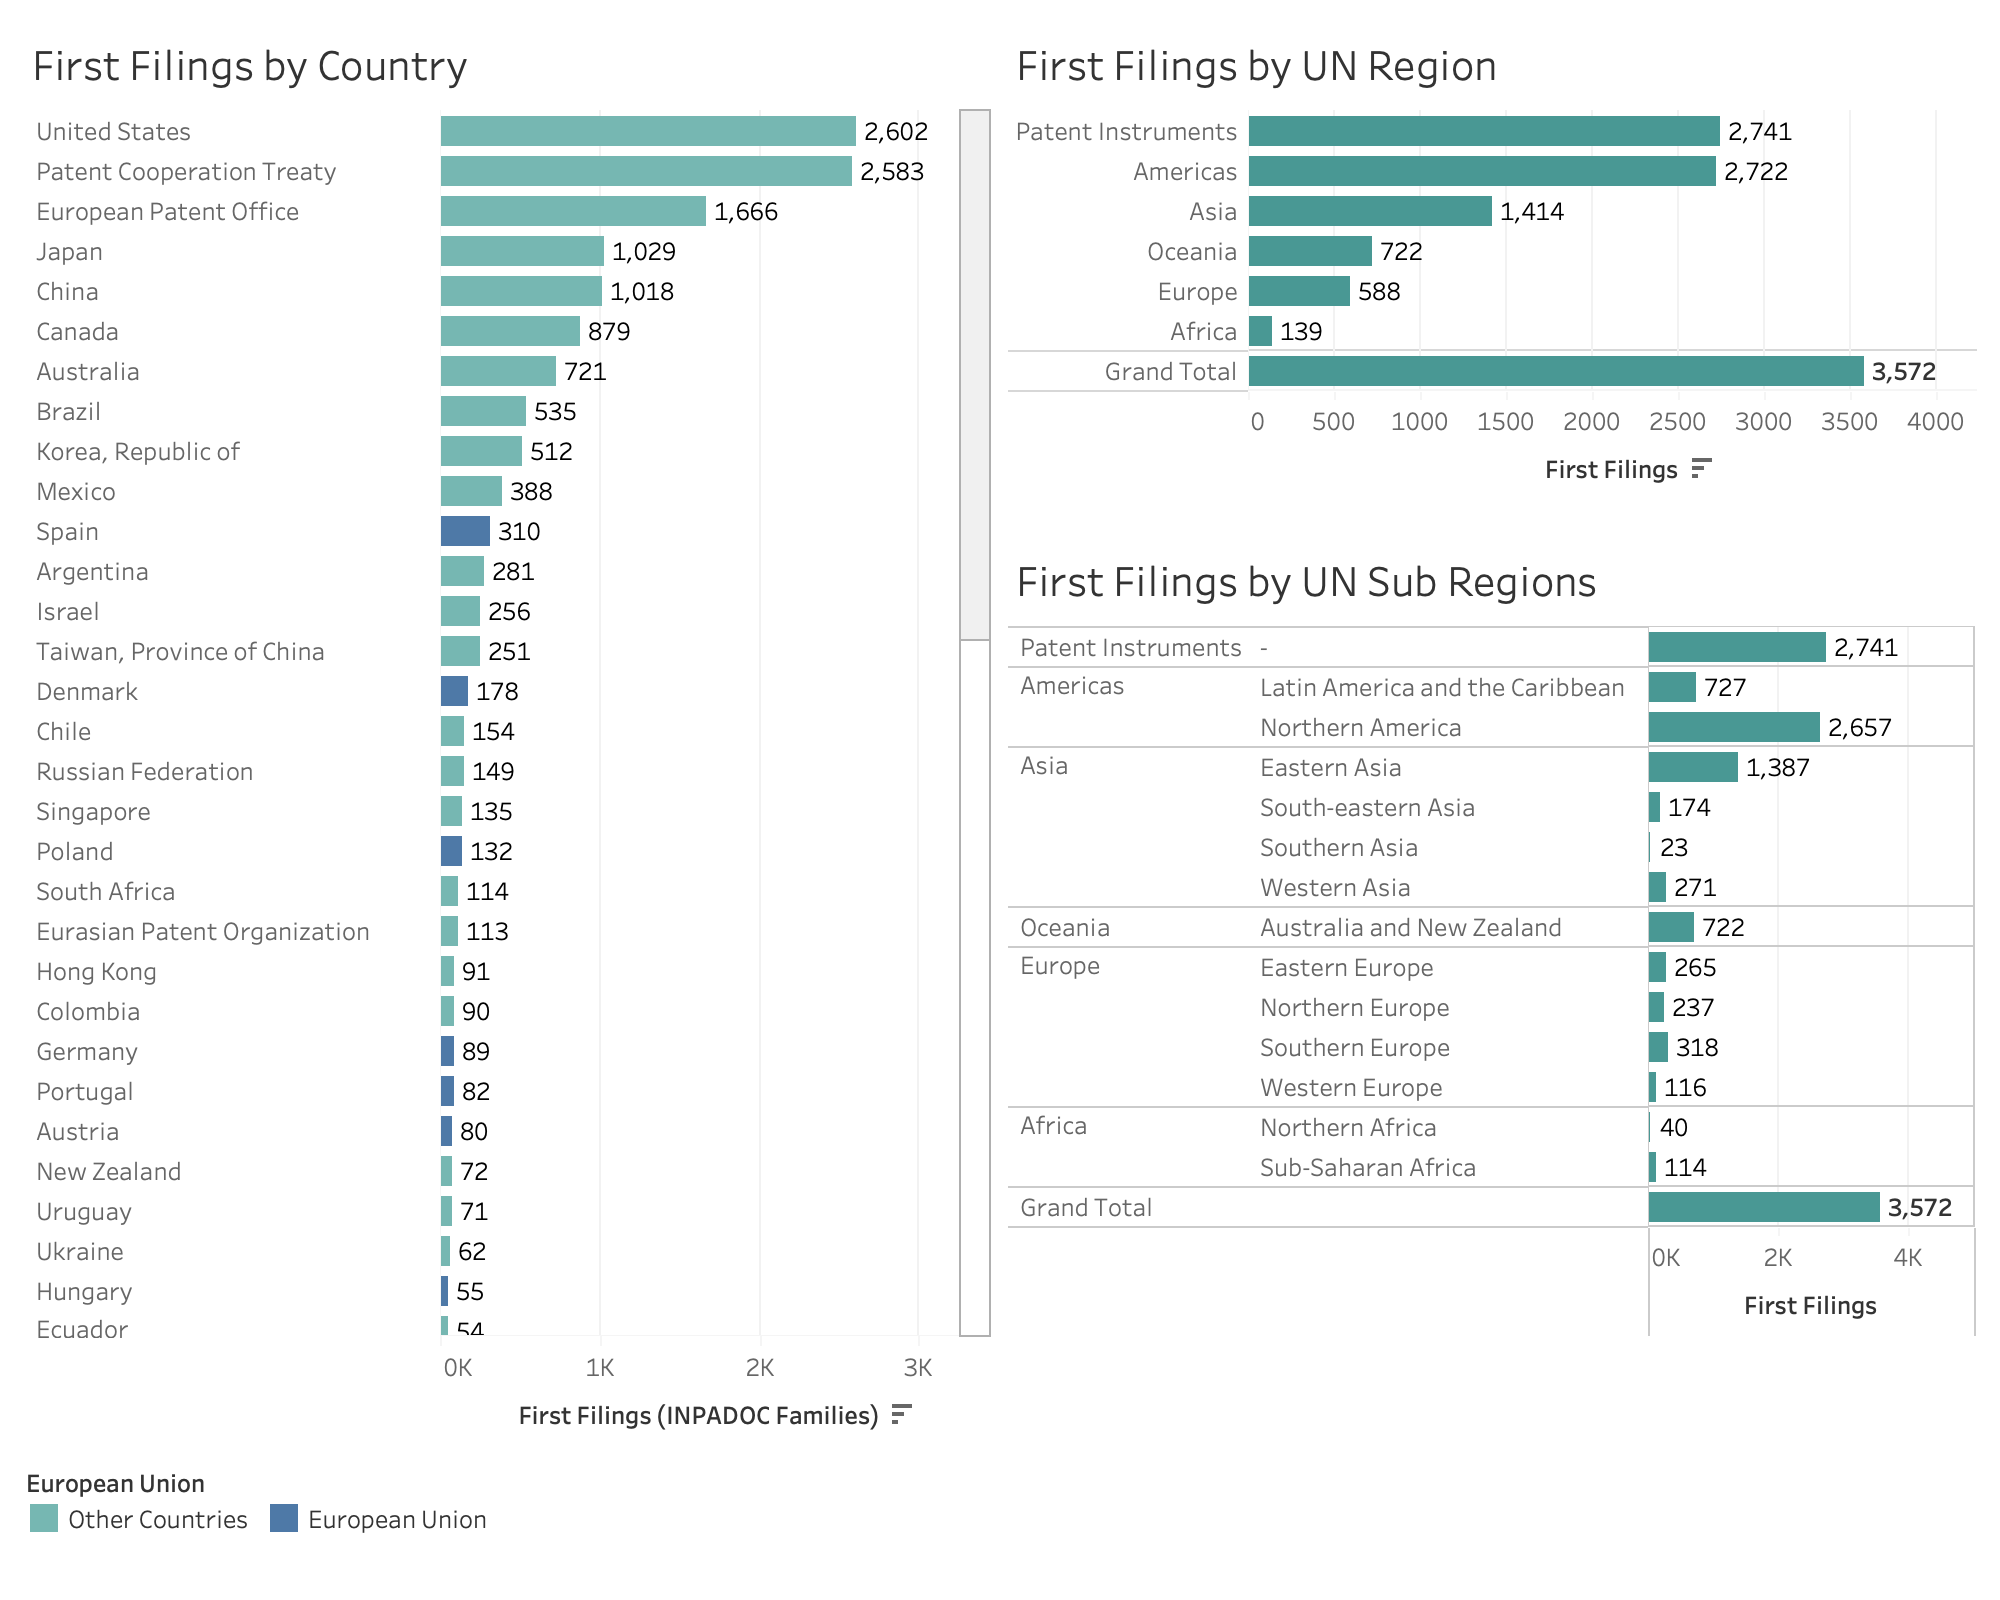 First Filings by Country
United States 2,602
Patent Cooperation Treaty 2,583
European Patent Office 1,666
Japan 1,029
China 1,018
Canada 879
Australia 721
Brazil 535
Korea, Republic of 512
Mexico 388
Spain 310
Argentina 281
Israel 256
Taiwan, Province of China 251
Denmark 178
Chile 154
Russian Federation 149
Singapore 135
Poland 132
South Africa 114
Eurasian Patent Organization 113
Hong Kong 91
Colombia 90
Germany 89
Portugal 82
Austria 80
New Zealand 72
Uruguay 71
Ukraine 62
Hungary 55
Ecuador 54
0K 1K 2K 3K
First Filings (INPADOC Families)
European Union
Other Countries European Union
First Filings by UN Region
Patent Instruments 2,741
Americas 2,722
Asia 1,414
Oceania 722
Europe 588
Africa 139
Grand Total 3,572
0 500 1000 1500 2000 2500 3000 3500 4000
First Filings
First Filings by UN Sub Regions
Patent Instruments - 2,741
Americas Latin America and the Caribbean 727
Northern America 2,657
Asia Eastern Asia 1,387
South-eastern Asia 174
Southern Asia 23
Western Asia 271
Oceania Australia and New Zealand 722
Europe Eastern Europe 265
Northern Europe 237
Southern Europe 318
Western Europe 116
Africa Northern Africa 40
Sub-Saharan Africa 114
Grand Total 3,572
0K 2K 4K
First Filings